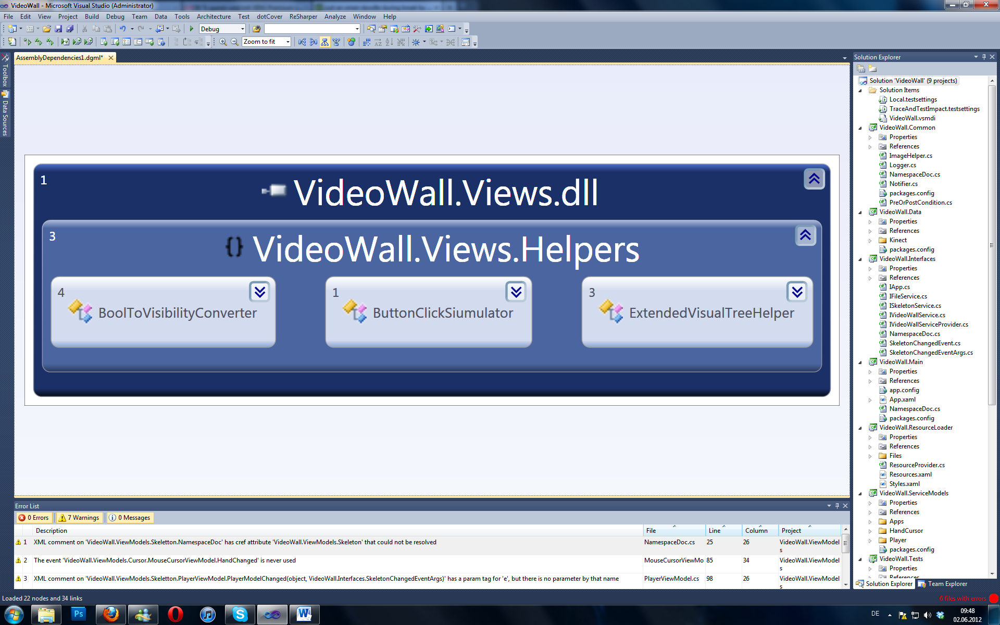 VideoWall - Microsoft Visual Studio (Administrator)
File Edit View Project Build Debug Team Data Tools Architecture Test dotCover ReSharper Analyze Window Help
Debug
Zoom to fit
Toolbox
Data Sources
AssemblyDependencies1.dgml*
1
VideoWall.Views.dll
3
{} VideoWall.Views.Helpers
4
BoolToVisibilityConverter
1
ButtonClickSiumulator
3
ExtendedVisualTreeHelper
Error List
0 Errors 7 Warnings 0 Messages
Description File Line Column Project
1 XML comment on 'VideoWall.ViewModels.Skeletton.NamespaceDoc' has cref attribute 'VideoWall.ViewModels.Skeleton' that could not be resolved NamespaceDoc.cs 25 26 VideoWall.ViewModel
s
2 The event 'VideoWall.ViewModels.Cursor.MouseCursorViewModel.HandChanged' is never used MouseCursorViewMo 85 34 VideoWall.ViewModel
s
3 XML comment on 'VideoWall.ViewModels.Skeletton.PlayerViewModel.PlayerModelChanged(object, VideoWall.Interfaces.SkeletonChangedEventArgs)' has a param tag for 'e', but there is no parameter by that name PlayerViewModel.cs 98 26 VideoWall.ViewModel
s
Solution Explorer
Solution 'VideoWall' (9 projects)
Solution Items
Local.testsettings
TraceAndTestImpact.testsettings
VideoWall.vsmdi
VideoWall.Common
Properties
References
ImageHelper.cs
Logger.cs
NamespaceDoc.cs
Notifier.cs
packages.config
PreOrPostCondition.cs
VideoWall.Data
Properties
References
Kinect
packages.config
VideoWall.Interfaces
Properties
References
IApp.cs
IFileService.cs
ISkeletonService.cs
IVideoWallService.cs
IVideoWallServiceProvider.cs
NamespaceDoc.cs
SkeletonChangedEvent.cs
SkeletonChangedEventArgs.cs
VideoWall.Main
Properties
References
app.config
App.xaml
NamespaceDoc.cs
packages.config
VideoWall.ResourceLoader
Properties
References
Files
ResourceProvider.cs
Resources.xaml
Styles.xaml
VideoWall.ServiceModels
Properties
References
Apps
HandCursor
Player
packages.config
VideoWall.Tests
Properties
References
Solution Explorer Team Explorer
Loaded 22 nodes and 34 links
6 files with errors
Ps
DE
09:48
02.06.2012